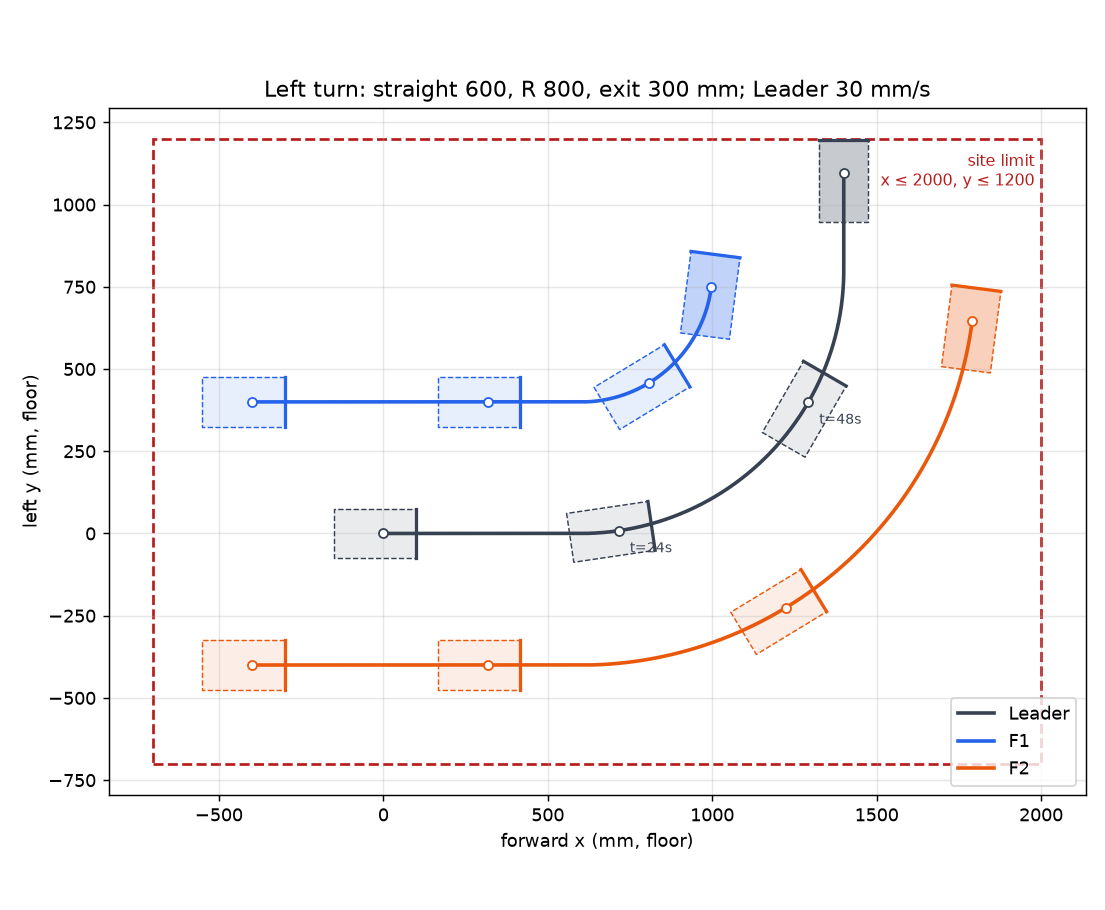 Left turn: straight 600, R 800, exit 300 mm; Leader 30 mm/s
1250
1000
750
500
250
0
−250
−500
−750
left y (mm, floor)
site limit
x ≤ 2000, y ≤ 1200
t=48s
t=24s
Leader
F1
F2
−500
0
500
1000
1500
2000
forward x (mm, floor)